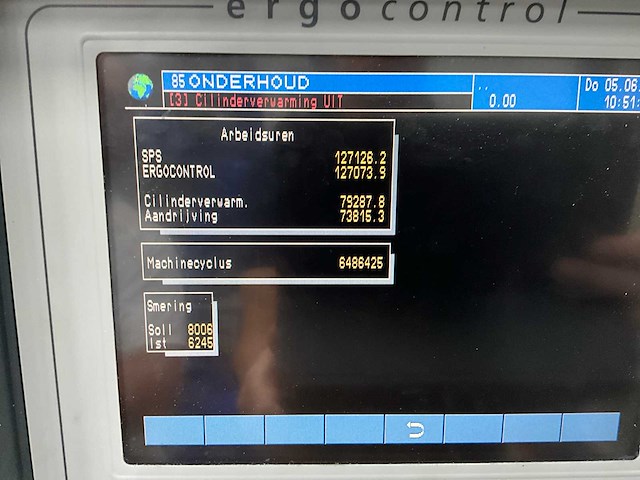 ergocontrol
85 ONDERHOUD
[3] Cilinderverwarming UIT
..
0.00
Do 05.06
10:51:
Arbeidsuren
SPS 127126.2
ERGOCONTROL 127073.9
Cilinderverwarm. 79287.8
Aandrijving 73815.3
Machinecyclus 6486425
Smering
Soll 8006
Ist 6245